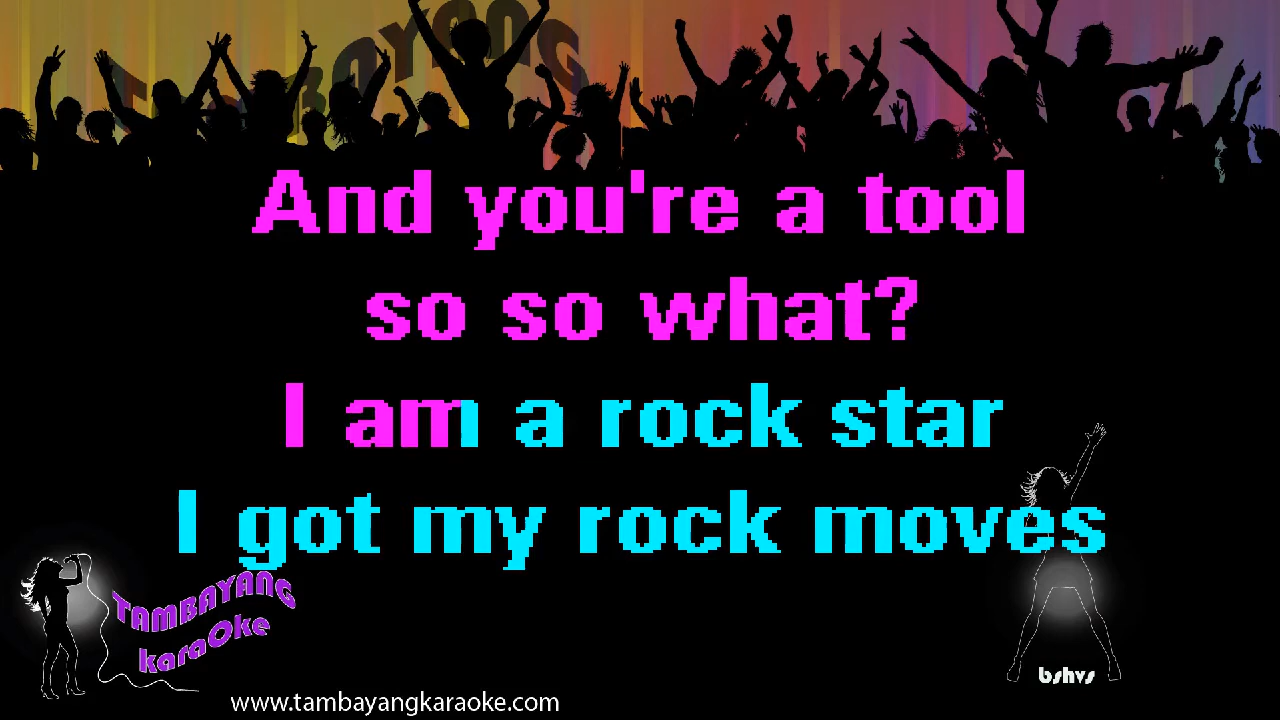 TAMBAYANG
And you're a tool
so so what?
I am a rock star
I got my rock moves
TAMBAYANG
karaOke
bshvs
www.tambayangkaraoke.com